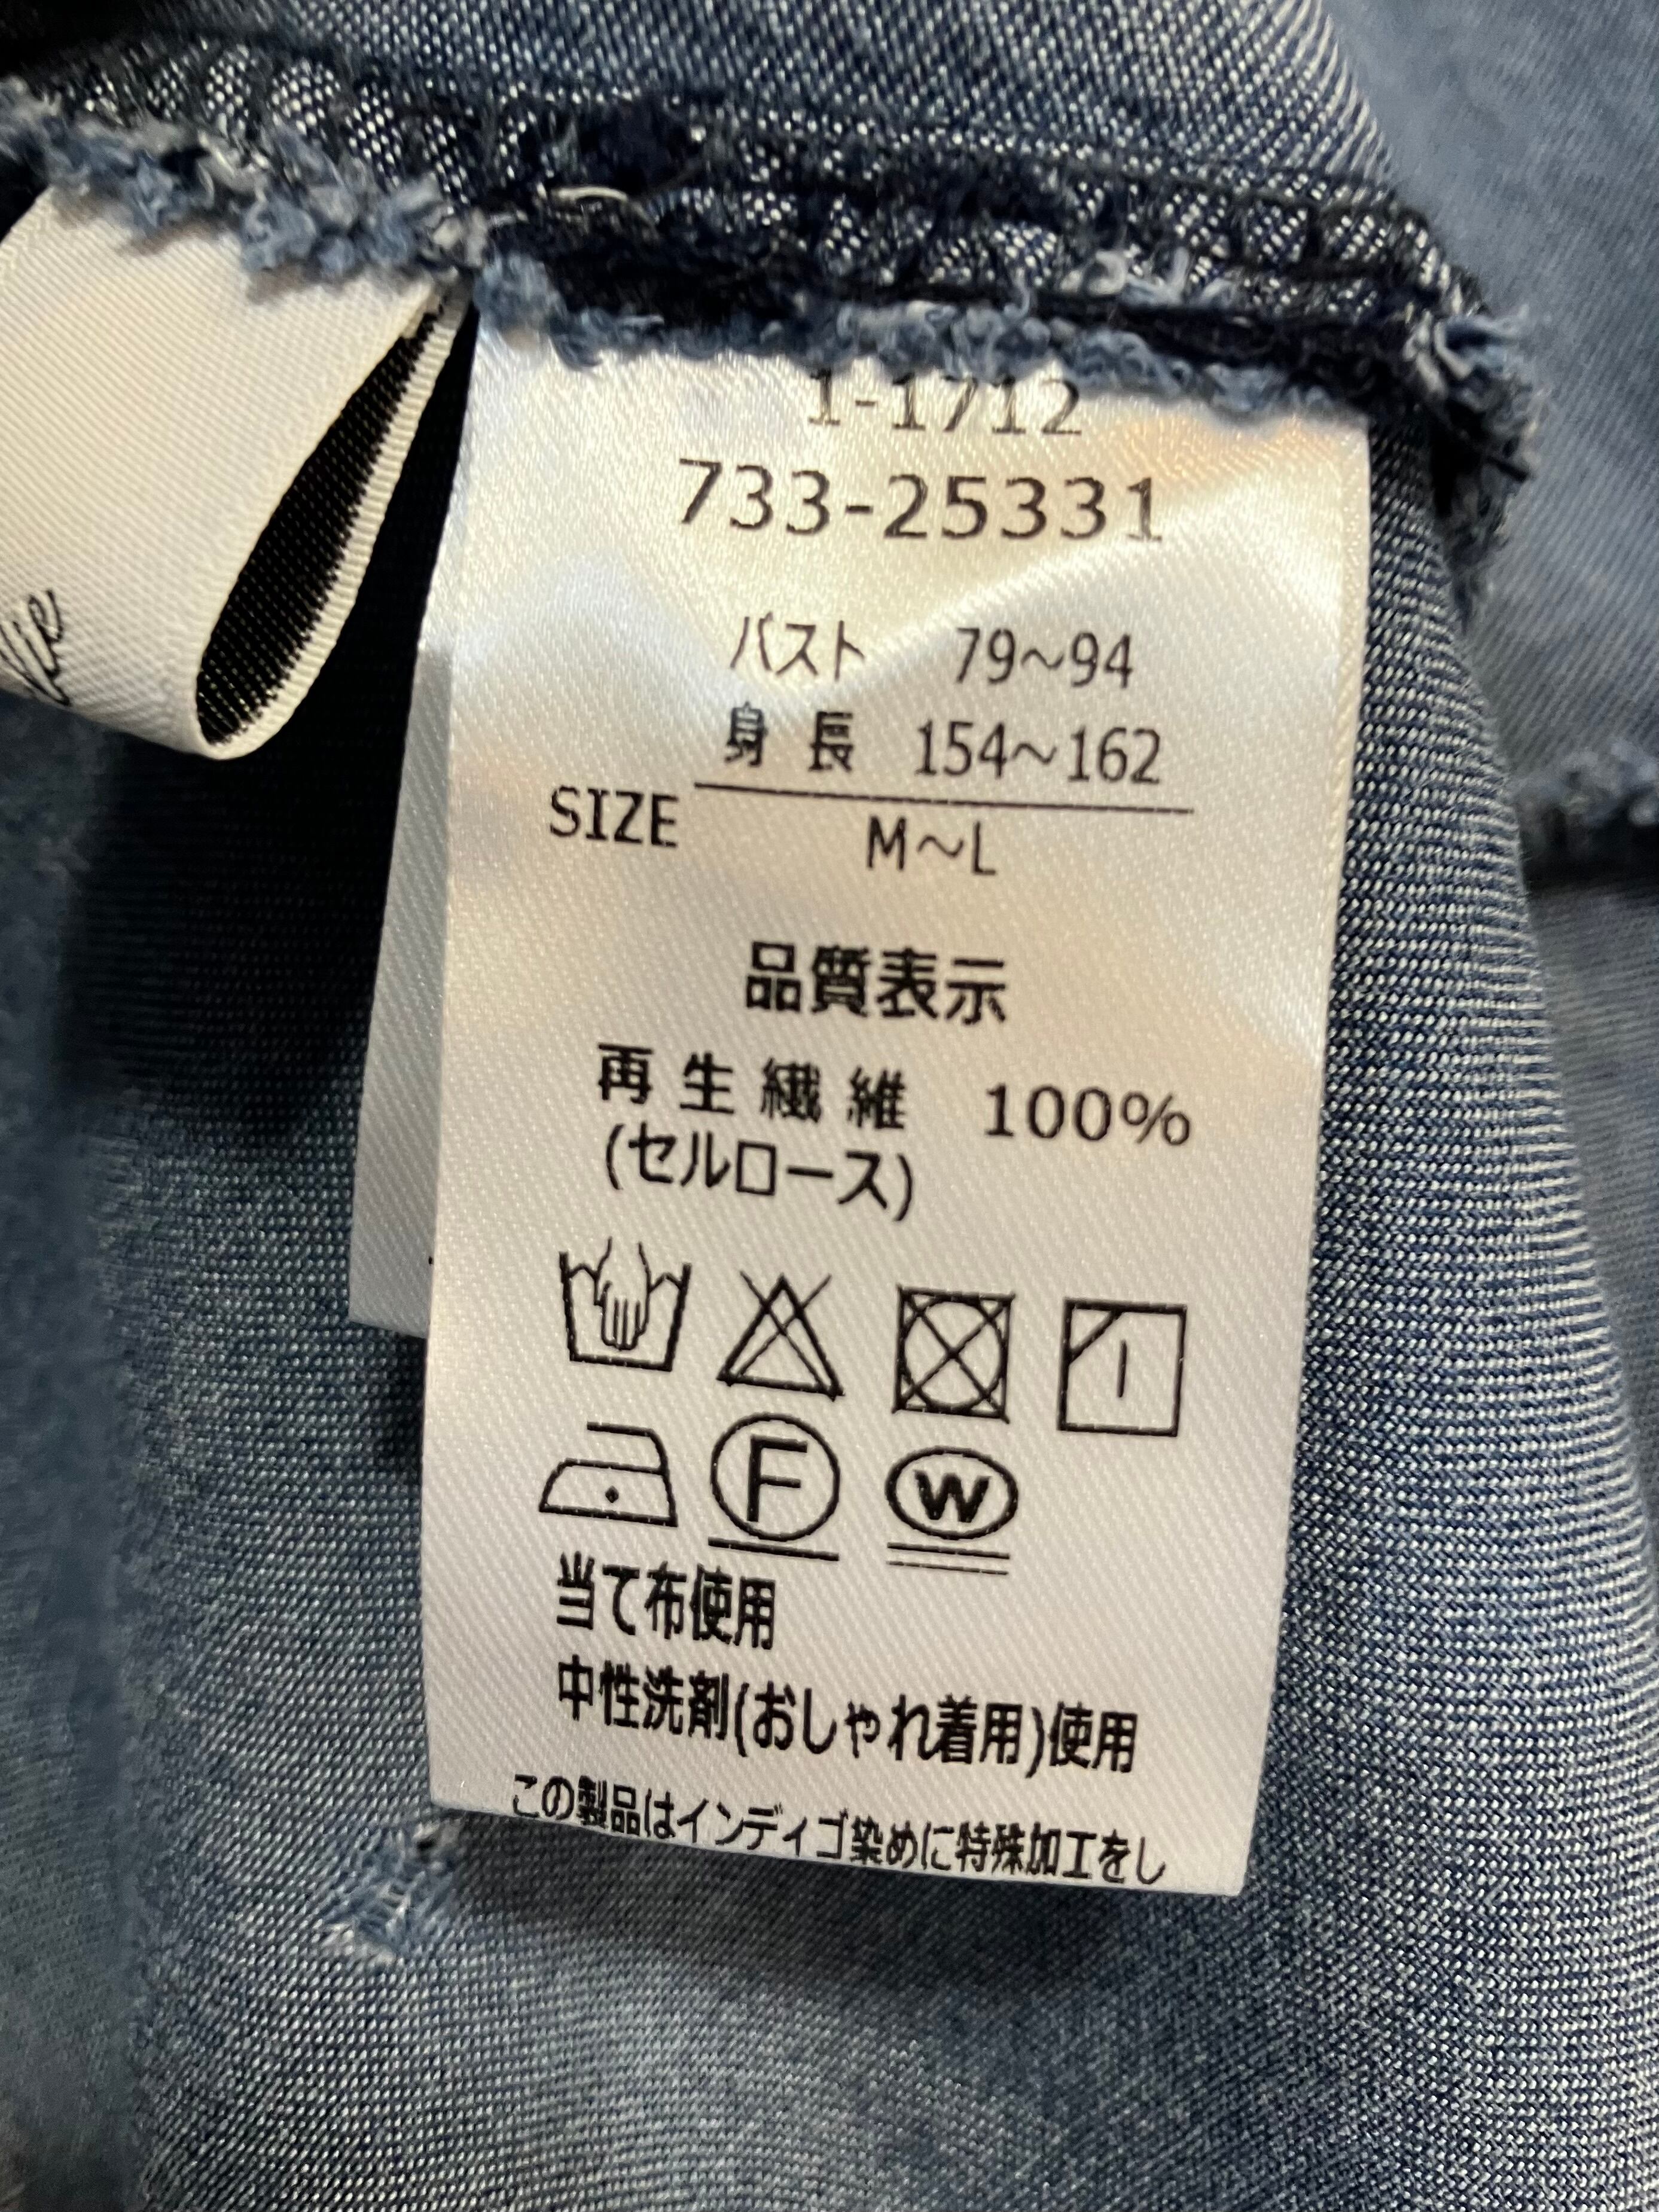 1-1712
733-25331
バスト 79～94
身長 154～162
SIZE M～L
品質表示
再生繊維 100%
(セルロース)
F W
当て布使用
中性洗剤(おしゃれ着用)使用
この製品はインディゴ染めに特殊加工をし